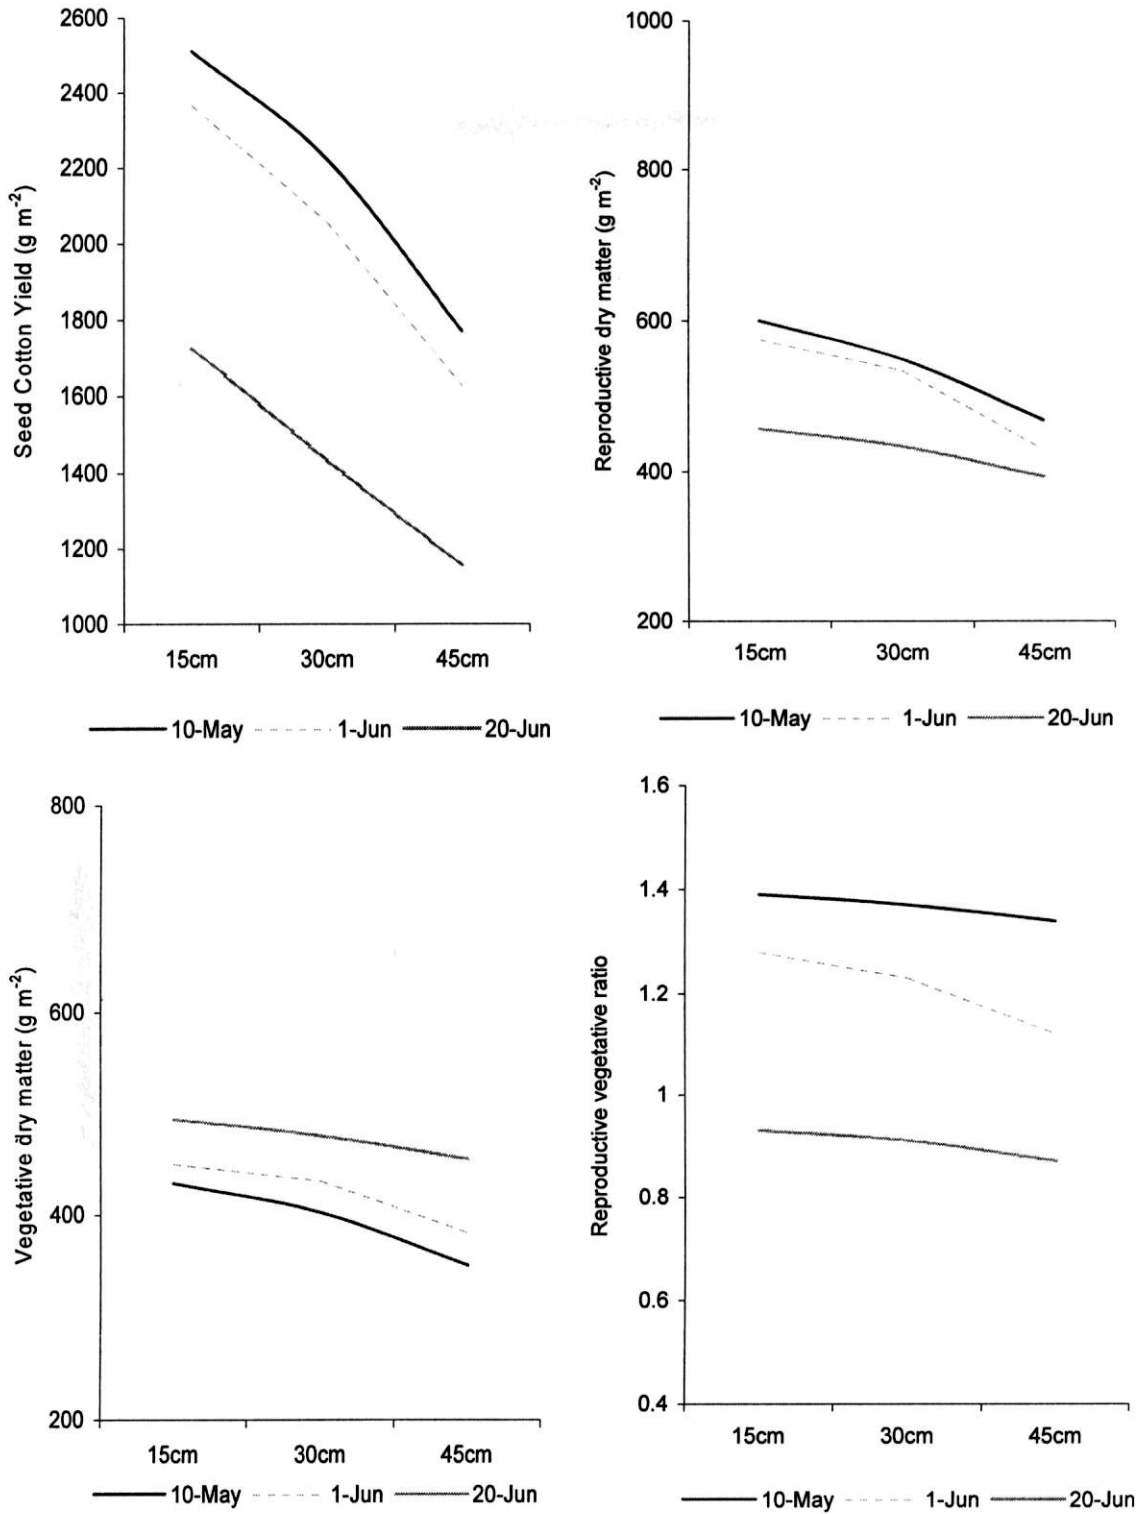 Seed Cotton Yield (g m-2)
2600
2400
2200
2000
1800
1600
1400
1200
1000
15cm 30cm 45cm
10-May 1-Jun 20-Jun
Reproductive dry matter (g m-2)
1000
800
600
400
200
15cm 30cm 45cm
10-May 1-Jun 20-Jun
Vegetative dry matter (g m-2)
800
600
400
200
15cm 30cm 45cm
10-May 1-Jun 20-Jun
Reproductive vegetative ratio
1.6
1.4
1.2
1
0.8
0.6
0.4
15cm 30cm 45cm
10-May 1-Jun 20-Jun